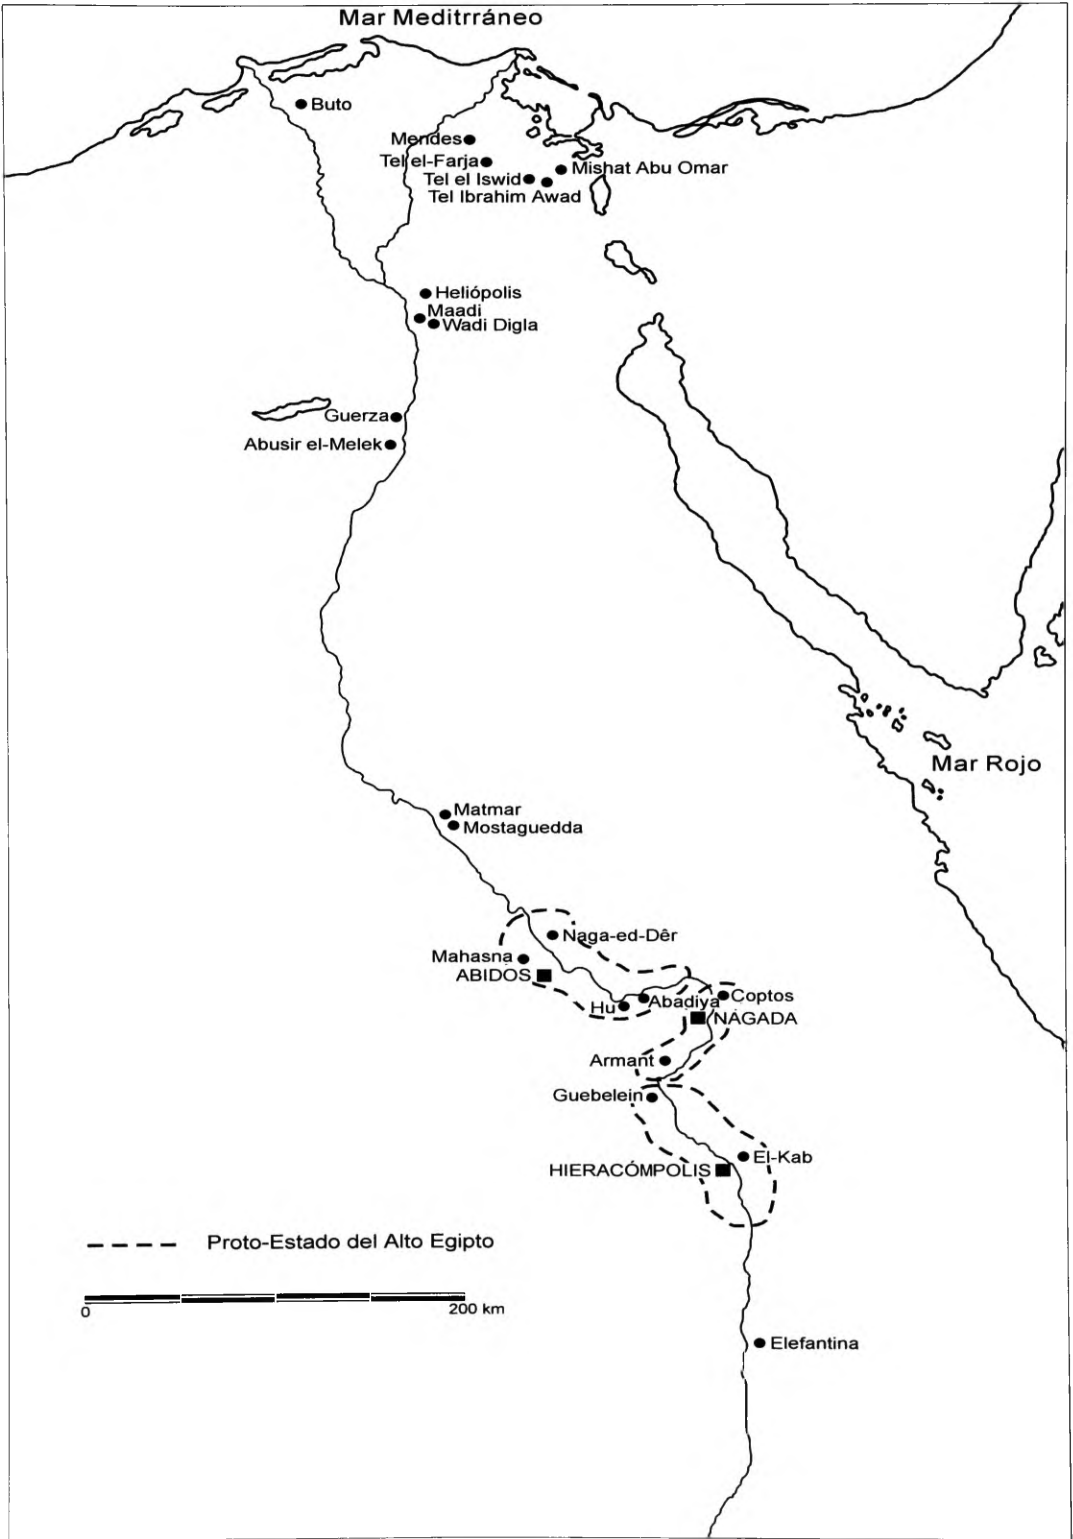 Mar Meditrráneo
Buto
Mendes
Tel el-Farja
Mishat Abu Omar
Tel el Iswid
Tel Ibrahim Awad
Heliópolis
Maadi
Wadi Digla
Guerza
Abusir el-Melek
Mar Rojo
Matmar
Mostaguedda
Naga-ed-Dêr
Mahasna
ABIDOS
Hu
Abadiya
Coptos
NAGADA
Armant
Guebelein
El-Kab
HIERACÓMPOLIS
Proto-Estado del Alto Egipto
0
200 km
Elefantina